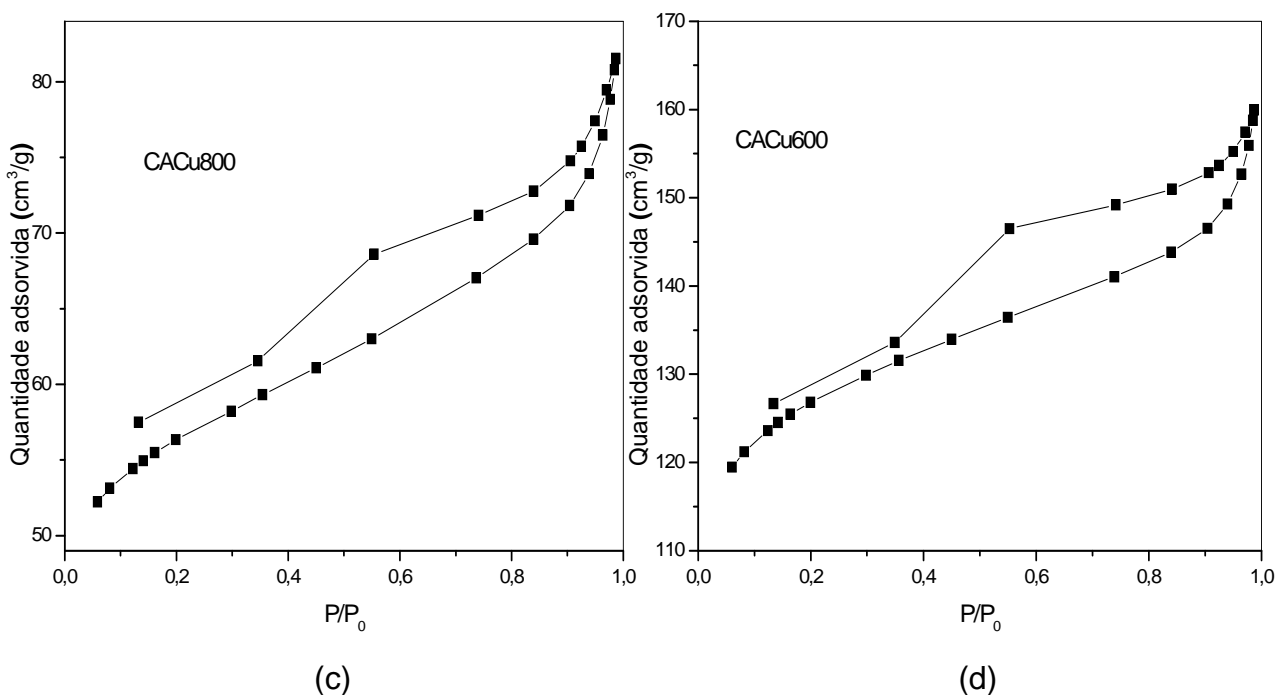 Quantidade adsorvida (cm³/g)
80
70
60
50
CACu800
0,0 0,2 0,4 0,6 0,8 1,0
P/P₀
(c)
Quantidade adsorvida (cm³/g)
170
160
150
140
130
120
110
CACu600
0,0 0,2 0,4 0,6 0,8 1,0
P/P₀
(d)